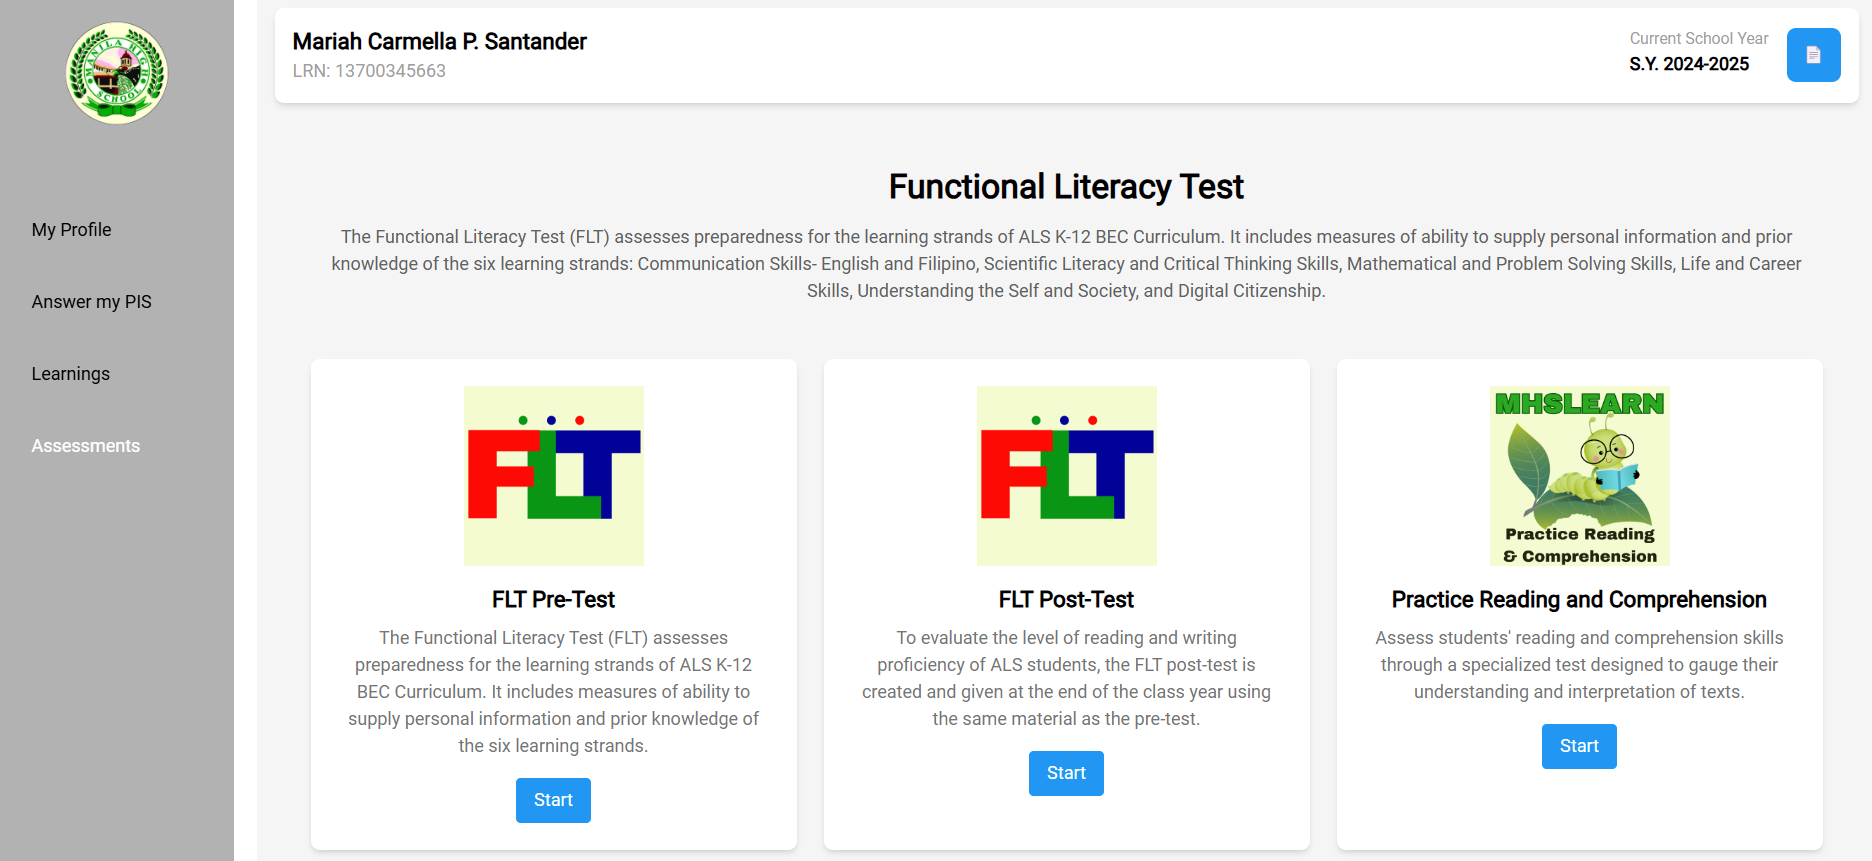 MANILA HIGH
SCHOOL
My Profile
Answer my PIS
Learnings
Assessments
Mariah Carmella P. Santander
LRN: 13700345663
Current School Year
S.Y. 2024-2025
Functional Literacy Test
The Functional Literacy Test (FLT) assesses preparedness for the learning strands of ALS K-12 BEC Curriculum. It includes measures of ability to supply personal information and prior
knowledge of the six learning strands: Communication Skills- English and Filipino, Scientific Literacy and Critical Thinking Skills, Mathematical and Problem Solving Skills, Life and Career
Skills, Understanding the Self and Society, and Digital Citizenship.
FLT
FLT Pre-Test
The Functional Literacy Test (FLT) assesses
preparedness for the learning strands of ALS K-12
BEC Curriculum. It includes measures of ability to
supply personal information and prior knowledge of
the six learning strands.
Start
FLT
FLT Post-Test
To evaluate the level of reading and writing
proficiency of ALS students, the FLT post-test is
created and given at the end of the class year using
the same material as the pre-test.
Start
MHSLEARN
Practice Reading
& Comprehension
Practice Reading and Comprehension
Assess students' reading and comprehension skills
through a specialized test designed to gauge their
understanding and interpretation of texts.
Start